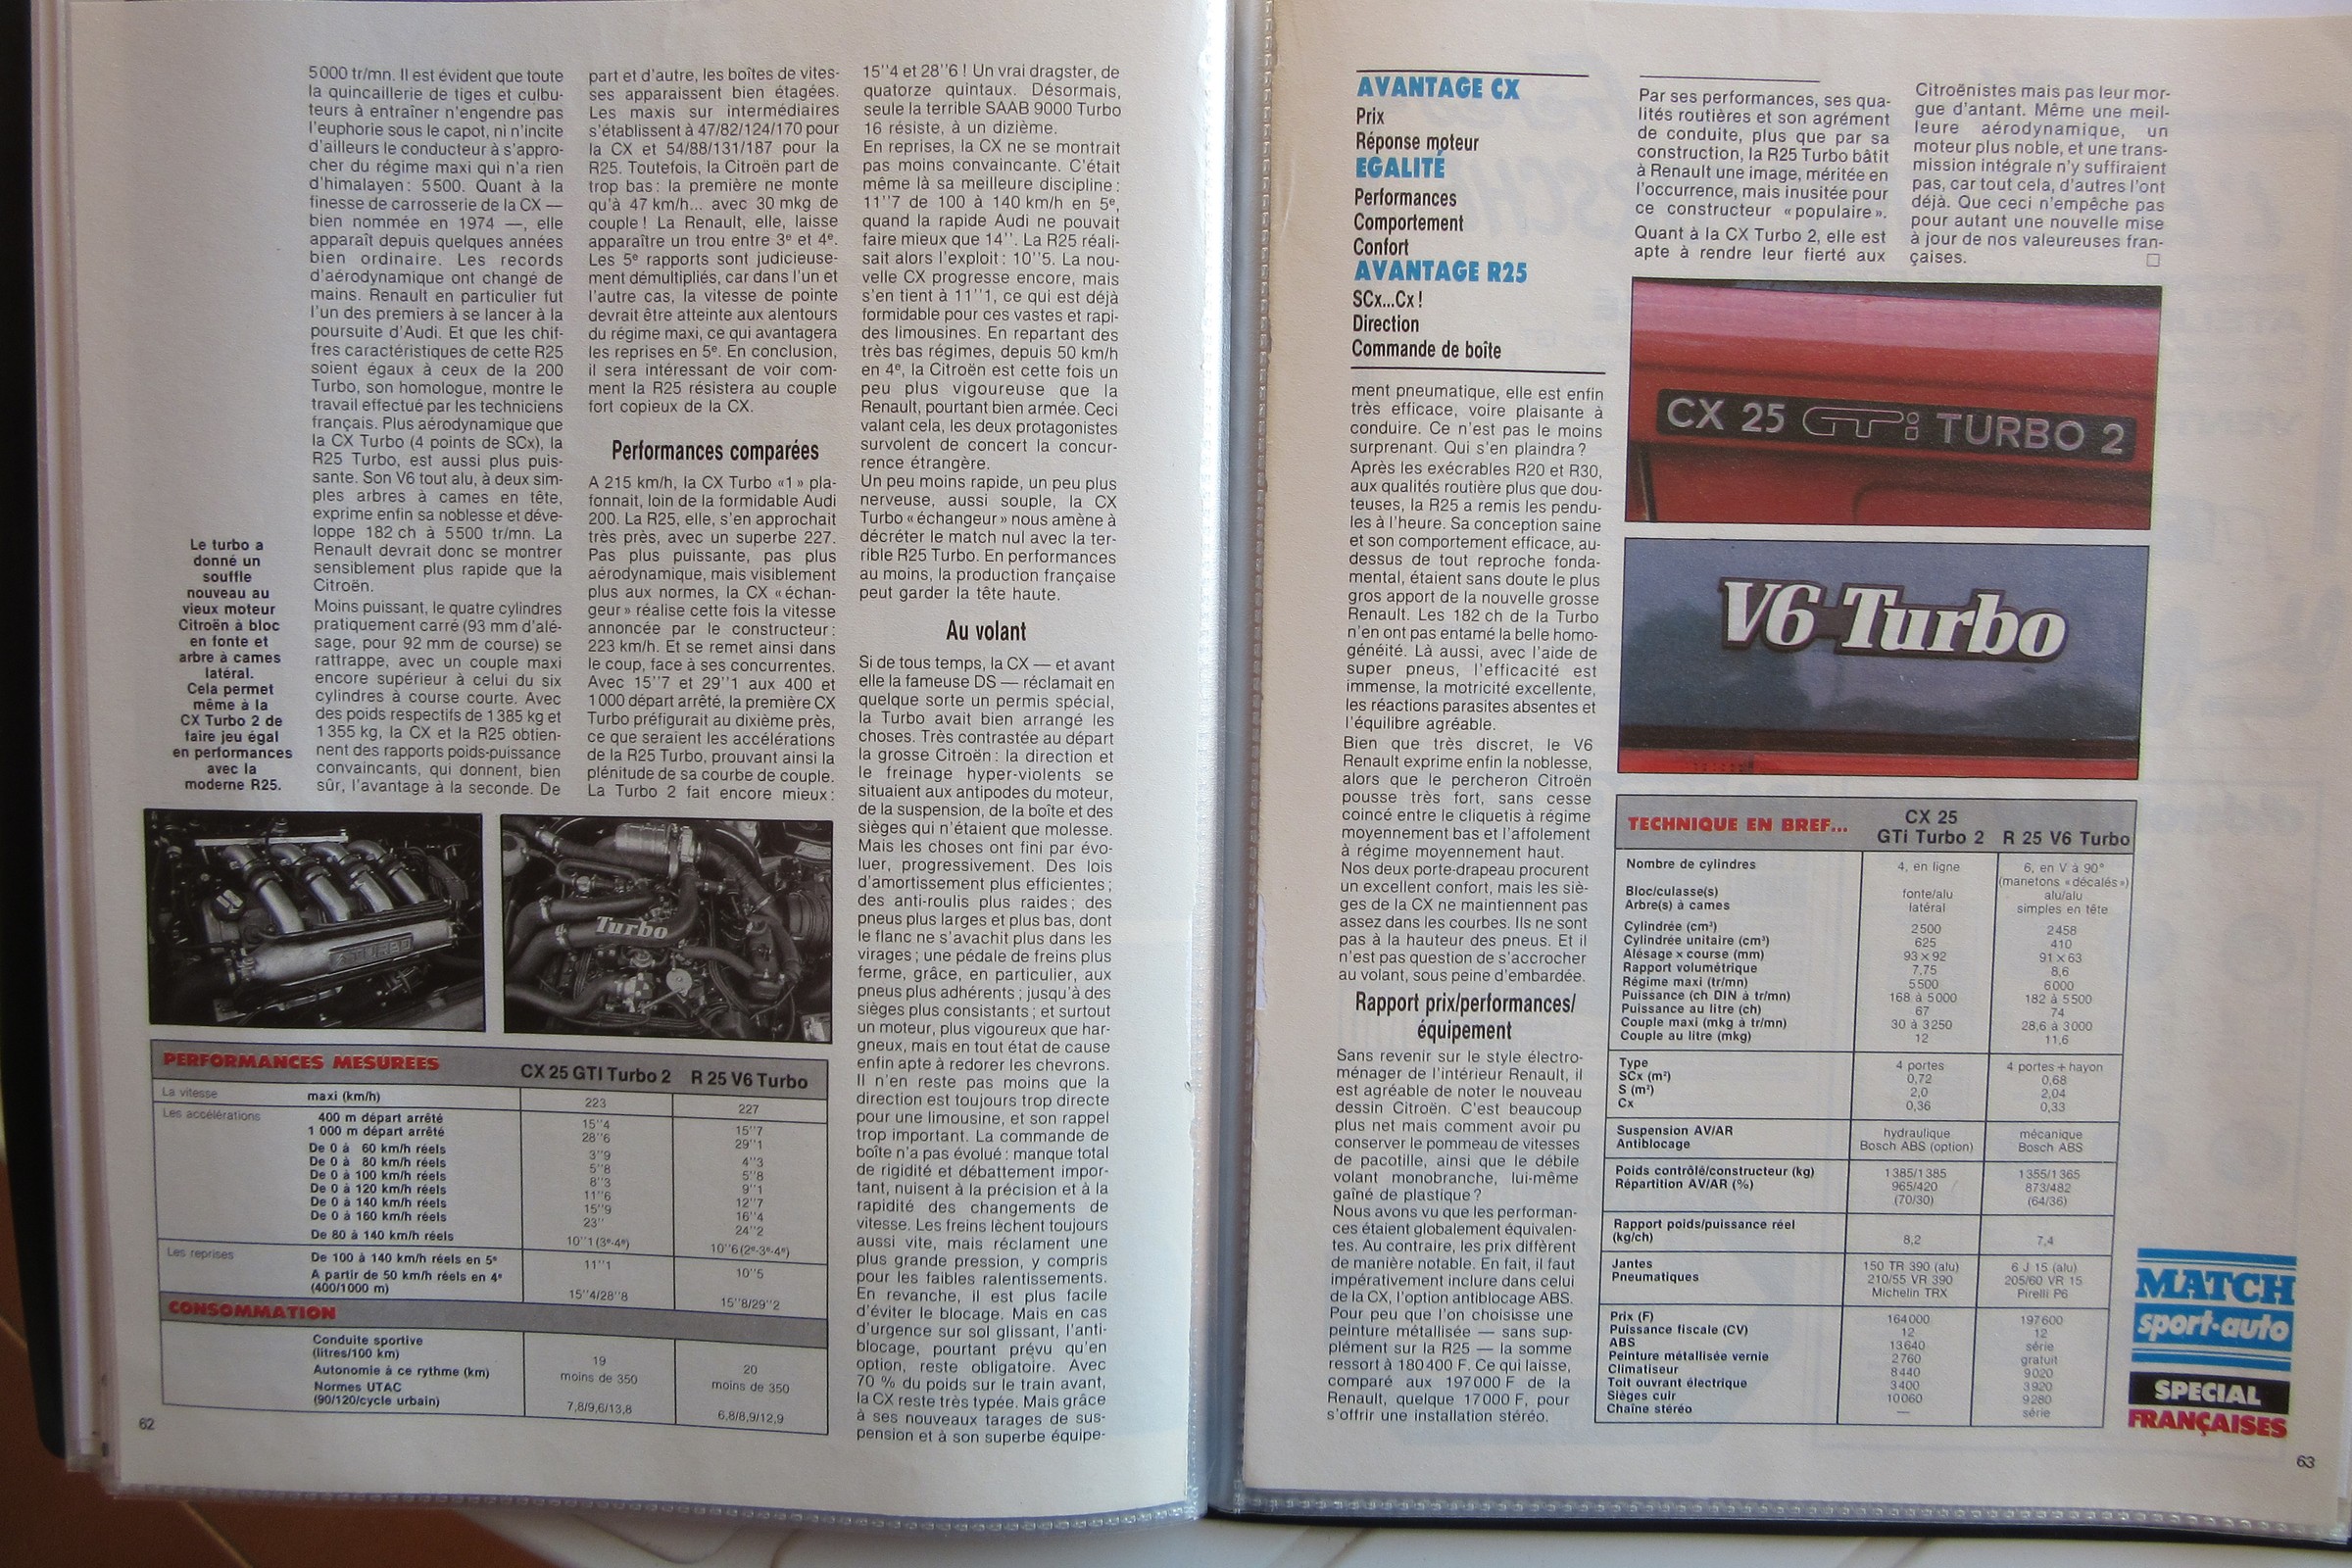 5000 tr/mn. Il est évident que toute
la quincaillerie de tiges et culbu-
teurs à entraîner n'engendre pas
l'euphorie sous le capot, ni n'incite
d'ailleurs le conducteur à s'appro-
cher du régime maxi qui n'a rien
d'himalayen: 5500. Quant à la
finesse de carrosserie de la CX —
bien nommée en 1974 —, elle
apparaît depuis quelques années
bien ordinaire. Les records
d'aérodynamique ont changé de
mains. Renault en particulier fut
l'un des premiers à se lancer à la
poursuite d'Audi. Et que les chif-
fres caractéristiques de cette R25
soient égaux à ceux de la 200
Turbo, son homologue, montre le
travail effectué par les techniciens
français. Plus aérodynamique que
la CX Turbo (4 points de SCx), la
R25 Turbo, est aussi plus puis-
sante. Son V6 tout alu, à deux sim-
ples arbres à cames en tête,
exprime enfin sa noblesse et déve-
loppe 182 ch à 5500 tr/mn. La
Renault devrait donc se montrer
sensiblement plus rapide que la
Citroën.
Moins puissant, le quatre cylindres
pratiquement carré (93 mm d'alé-
sage, pour 92 mm de course) se
rattrappe, avec un couple maxi
encore supérieur à celui du six
cylindres à course courte. Avec
des poids respectifs de 1385 kg et
1355 kg, la CX et la R25 obtien-
nent des rapports poids-puissance
convaincants, qui donnent, bien
sûr, l'avantage à la seconde. De
Le turbo a
donné un
souffle
nouveau au
vieux moteur
Citroën à bloc
en fonte et
arbre à cames
latéral.
Cela permet
même à la
CX Turbo 2 de
faire jeu égal
en performances
avec la
moderne R25.
part et d'autre, les boîtes de vites-
ses apparaissent bien étagées.
Les maxis sur intermédiaires
s'établissent à 47/82/124/170 pour
la CX et 54/88/131/187 pour la
R25. Toutefois, la Citroën part de
trop bas: la première ne monte
qu'à 47 km/h... avec 30 mkg de
couple! La Renault, elle, laisse
apparaître un trou entre 3e et 4e.
Les 5e rapports sont judicieuse-
ment démultipliés, car dans l'un et
l'autre cas, la vitesse de pointe
devrait être atteinte aux alentours
du régime maxi, ce qui avantagera
les reprises en 5e. En conclusion,
il sera intéressant de voir com-
ment la R25 résistera au couple
fort copieux de la CX.
Performances comparées
A 215 km/h, la CX Turbo «1» pla-
fonnait, loin de la formidable Audi
200. La R25, elle, s'en approchait
très près, avec un superbe 227.
Pas plus puissante, pas plus
aérodynamique, mais visiblement
plus aux normes, la CX «échan-
geur» réalise cette fois la vitesse
annoncée par le constructeur:
223 km/h. Et se remet ainsi dans
le coup, face à ses concurrentes.
Avec 15''7 et 29''1 aux 400 et
1000 départ arrêté, la première CX
Turbo préfigurait au dixième près,
ce que seraient les accélérations
de la R25 Turbo, prouvant ainsi la
plénitude de sa courbe de couple.
La Turbo 2 fait encore mieux:
15''4 et 28''6! Un vrai dragster, de
quatorze quintaux. Désormais,
seule la terrible SAAB 9000 Turbo
16 résiste, à un dizième.
En reprises, la CX ne se montrait
pas moins convaincante. C'était
même là sa meilleure discipline:
11''7 de 100 à 140 km/h en 5e,
quand la rapide Audi ne pouvait
faire mieux que 14''. La R25 réali-
sait alors l'exploit: 10''5. La nou-
velle CX progresse encore, mais
s'en tient à 11''1, ce qui est déjà
formidable pour ces vastes et rapi-
des limousines. En repartant des
très bas régimes, depuis 50 km/h
en 4e, la Citroën est cette fois un
peu plus vigoureuse que la
Renault, pourtant bien armée. Ceci
valant cela, les deux protagonistes
survolent de concert la concur-
rence étrangère.
Un peu moins rapide, un peu plus
nerveuse, aussi souple, la CX
Turbo «échangeur» nous amène à
décréter le match nul avec la ter-
rible R25 Turbo. En performances
au moins, la production française
peut garder la tête haute.
Au volant
Si de tous temps, la CX — et avant
elle la fameuse DS — réclamait en
quelque sorte un permis spécial,
la Turbo avait bien arrangé les
choses. Très contrastée au départ
la grosse Citroën: la direction et
le freinage hyper-violents se
situaient aux antipodes du moteur,
de la suspension, de la boîte et des
sièges qui n'étaient que molesse.
Mais les choses ont fini par évo-
luer, progressivement. Des lois
d'amortissement plus efficientes;
des anti-roulis plus raides; des
pneus plus larges et plus bas, dont
le flanc ne s'avachit plus dans les
virages; une pédale de freins plus
ferme, grâce, en particulier, aux
pneus plus adhérents; jusqu'à des
sièges plus consistants; et surtout
un moteur, plus vigoureux que har-
gneux, mais en tout état de cause
enfin apte à redorer les chevrons.
Il n'en reste pas moins que la
direction est toujours trop directe
pour une limousine, et son rappel
trop important. La commande de
boîte n'a pas évolué: manque total
de rigidité et débattement impor-
tant, nuisent à la précision et à la
rapidité des changements de
vitesse. Les freins lèchent toujours
aussi vite, mais réclament une
plus grande pression, y compris
pour les faibles ralentissements.
En revanche, il est plus facile
d'éviter le blocage. Mais en cas
d'urgence sur sol glissant, l'anti-
blocage, pourtant prévu qu'en
option, reste obligatoire. Avec
70 % du poids sur le train avant,
la CX reste très typée. Mais grâce
à ses nouveaux tarages de sus-
pension et à son superbe équipe-
TURBO
Turbo
PERFORMANCES MESUREES CX 25 GTI Turbo 2 R 25 V6 Turbo
La vitesse maxi (km/h) 223 227
Les accélérations 400 m départ arrêté 15''4 15''7
1 000 m départ arrêté 28''6 29''1
De 0 à 60 km/h réels 3''9 4''3
De 0 à 80 km/h réels 5''8 5''8
De 0 à 100 km/h réels 8''3 9''1
De 0 à 120 km/h réels 11''6 12''7
De 0 à 140 km/h réels 15''9 16''4
De 0 à 160 km/h réels 23'' 24''2
De 80 à 140 km/h réels 10''1 (3e-4e) 10''6 (2e-3e-4e)
Les reprises De 100 à 140 km/h réels en 5e 11''1 10''5
A partir de 50 km/h réels en 4e
(400/1000 m) 15''4/28''8 15''8/29''2
CONSOMMATION
Conduite sportive
(litres/100 km) 19 20
Autonomie à ce rythme (km) moins de 350 moins de 350
Normes UTAC
(90/120/cycle urbain) 7,8/9,6/13,8 6,8/8,9/12,9
62
AVANTAGE CX
Prix
Réponse moteur
EGALITÉ
Performances
Comportement
Confort
AVANTAGE R25
SCx...Cx!
Direction
Commande de boîte
ment pneumatique, elle est enfin
très efficace, voire plaisante à
conduire. Ce n'est pas le moins
surprenant. Qui s'en plaindra?
Après les exécrables R20 et R30,
aux qualités routière plus que dou-
teuses, la R25 a remis les pendu-
les à l'heure. Sa conception saine
et son comportement efficace, au-
dessus de tout reproche fonda-
mental, étaient sans doute le plus
gros apport de la nouvelle grosse
Renault. Les 182 ch de la Turbo
n'en ont pas entamé la belle homo-
généité. Là aussi, avec l'aide de
super pneus, l'efficacité est
immense, la motricité excellente,
les réactions parasites absentes et
l'équilibre agréable.
Bien que très discret, le V6
Renault exprime enfin la noblesse,
alors que le percheron Citroën
pousse très fort, sans cesse
coincé entre le cliquetis à régime
moyennement bas et l'affolement
à régime moyennement haut.
Nos deux porte-drapeau procurent
un excellent confort, mais les siè-
ges de la CX ne maintiennent pas
assez dans les courbes. Ils ne sont
pas à la hauteur des pneus. Et il
n'est pas question de s'accrocher
au volant, sous peine d'embardée.
Rapport prix/performances/
équipement
Sans revenir sur le style électro-
ménager de l'intérieur Renault, il
est agréable de noter le nouveau
dessin Citroën. C'est beaucoup
plus net mais comment avoir pu
conserver le pommeau de vitesses
de pacotille, ainsi que le débile
volant monobranche, lui-même
gaîné de plastique?
Nous avons vu que les performan-
ces étaient globalement équivalen-
tes. Au contraire, les prix diffèrent
de manière notable. En fait, il faut
impérativement inclure dans celui
de la CX, l'option antiblocage ABS.
Pour peu que l'on choisisse une
peinture métallisée — sans sup-
plément sur la R25 — la somme
ressort à 180400 F. Ce qui laisse,
comparé aux 197000 F de la
Renault, quelque 17000 F, pour
s'offrir une installation stéréo.
Par ses performances, ses qua-
lités routières et son agrément
de conduite, plus que par sa
construction, la R25 Turbo bâtit
à Renault une image, méritée en
l'occurrence, mais inusitée pour
ce constructeur «populaire».
Quant à la CX Turbo 2, elle est
apte à rendre leur fierté aux
Citroënistes mais pas leur mor-
gue d'antant. Même une meil-
leure aérodynamique, un
moteur plus noble, et une trans-
mission intégrale n'y suffiraient
pas, car tout cela, d'autres l'ont
déjà. Que ceci n'empêche pas
pour autant une nouvelle mise
à jour de nos valeureuses fran-
çaises.
CX 25 GTi TURBO 2
V6 Turbo
TECHNIQUE EN BREF... CX 25 GTi Turbo 2 R 25 V6 Turbo
Nombre de cylindres 4, en ligne 6, en V à 90°
(manetons «décalés»)
Bloc/culasse(s) fonte/alu alu/alu
Arbre(s) à cames latéral simples en tête
Cylindrée (cm³) 2500 2458
Cylindrée unitaire (cm³) 625 410
Alésage x course (mm) 93 x 92 91 x 63
Rapport volumétrique 7,75 8,6
Régime maxi (tr/mn) 5500 6000
Puissance (ch DIN à tr/mn) 168 à 5000 182 à 5500
Puissance au litre (ch) 67 74
Couple maxi (mkg à tr/mn) 30 à 3250 28,6 à 3000
Couple au litre (mkg) 12 11,6
Type 4 portes 4 portes + hayon
SCx (m²) 0,72 0,68
S (m²) 2,0 2,04
Cx 0,36 0,33
Suspension AV/AR hydraulique mécanique
Antiblocage Bosch ABS (option) Bosch ABS
Poids contrôlé/constructeur (kg) 1385/1385 1355/1365
Répartition AV/AR (%) 965/420 873/482
(70/30) (64/36)
Rapport poids/puissance réel
(kg/ch) 8,2 7,4
Jantes 150 TR 390 (alu) 6 J 15 (alu)
Pneumatiques 210/55 VR 390 205/60 VR 15
Michelin TRX Pirelli P6
Prix (F) 164000 197600
Puissance fiscale (CV) 12 12
ABS 13640 série
Peinture métallisée vernie 2760 gratuit
Climatiseur 8440 9020
Toit ouvrant électrique 3400 3920
Sièges cuir 10060 9280
Chaîne stéréo — série
MATCH
sport-auto
SPECIAL
FRANÇAISES
63